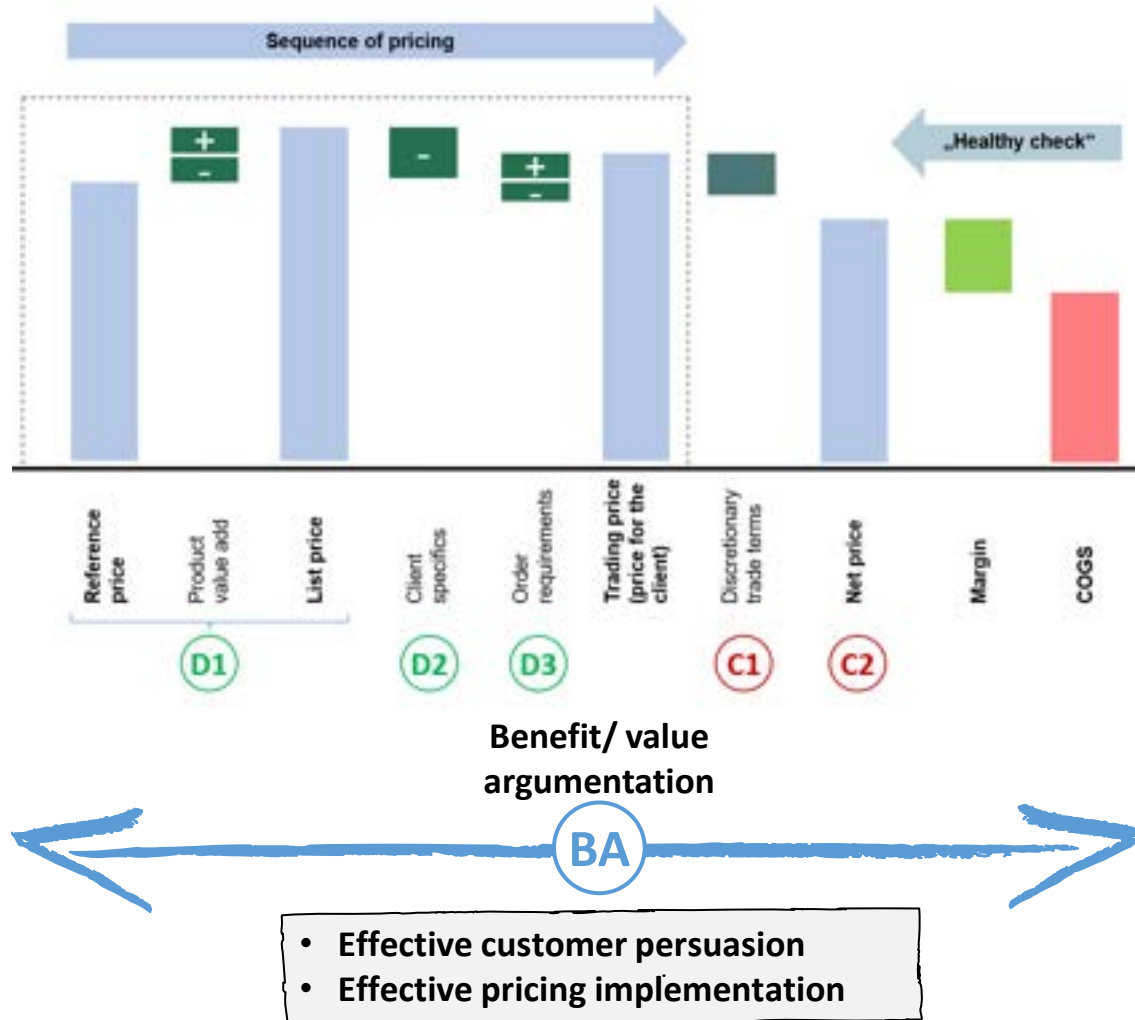 Sequence of pricing
„Healthy check“
+
-
-
+
-
Reference
price
Product
value add
List price
Client
specifics
Order
requirements
Trading price
(price for the
client)
Discretionary
trade terms
Net price
Margin
COGS
D1
D2
D3
C1
C2
Benefit/ value
argumentation
BA
• Effective customer persuasion
• Effective pricing implementation